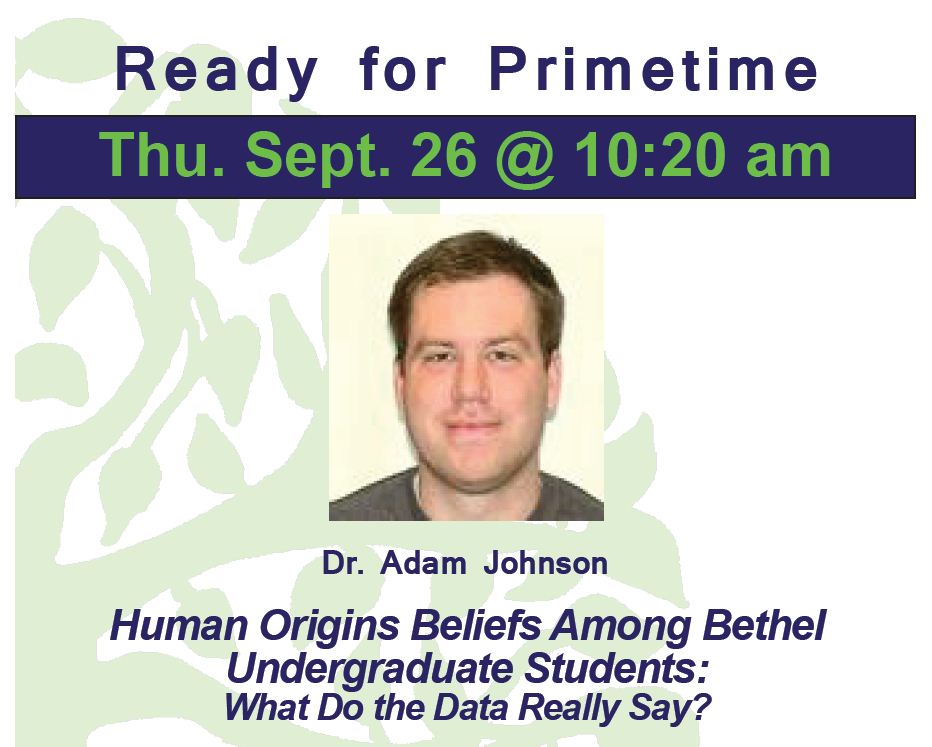 Ready for Primetime
Thu. Sept. 26 @ 10:20 am
Dr. Adam Johnson
Human Origins Beliefs Among Bethel
Undergraduate Students:
What Do the Data Really Say?